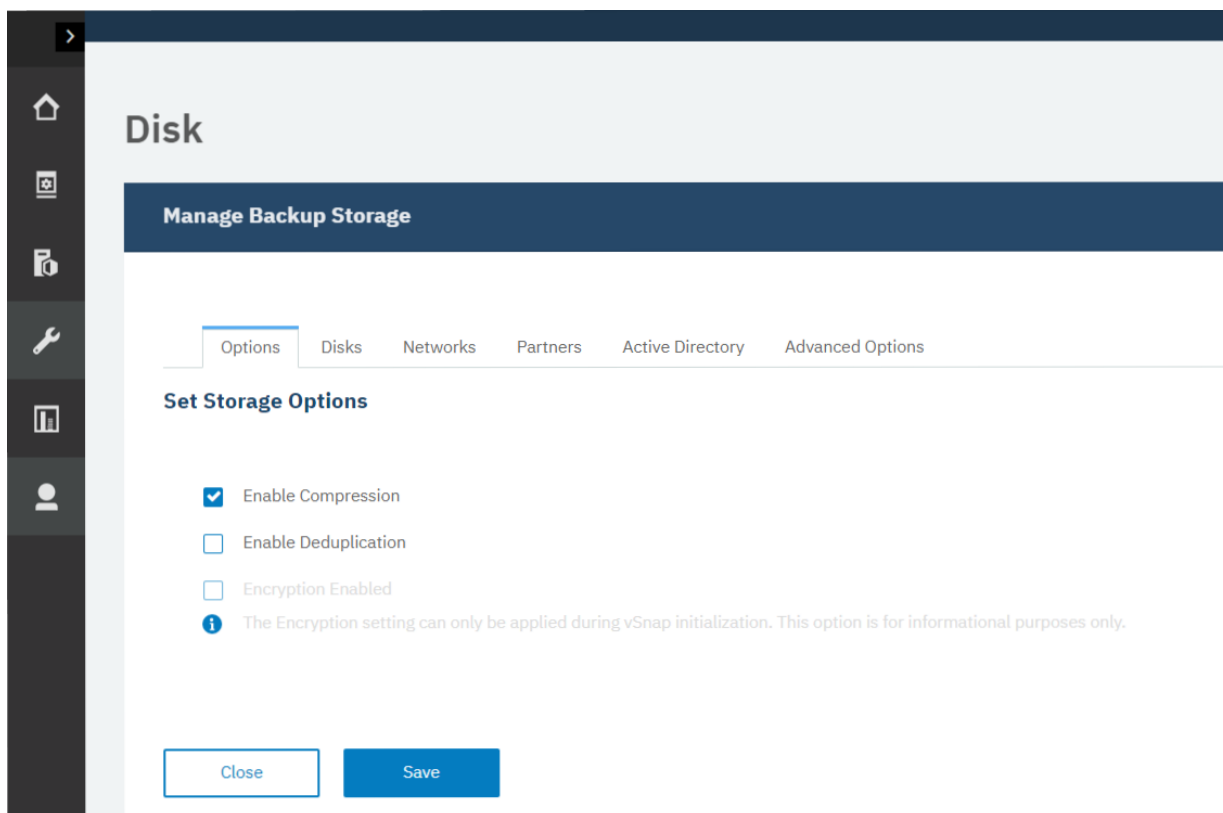 Disk
Manage Backup Storage
Options Disks Networks Partners Active Directory Advanced Options
Set Storage Options
Enable Compression
Enable Deduplication
Encryption Enabled
The Encryption setting can only be applied during vSnap initialization. This option is for informational purposes only.
Close Save